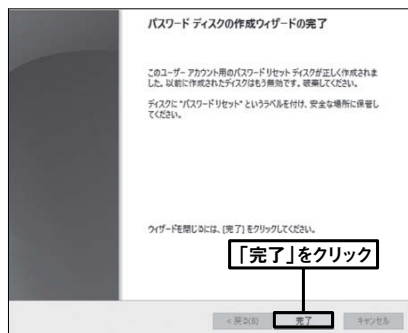 パスワード ディスクの作成ウィザードの完了
このユーザー アカウント用のパスワード リセット ディスクが正しく作成されま
した。以前に作成されたディスクはもう無効です。破棄してください。
ディスクに "パスワード リセット" というラベルを付け、安全な場所に保管し
てください。
ウィザードを閉じるには、[完了] をクリックしてください。
「完了」をクリック
< 戻る(B)
完了
キャンセル